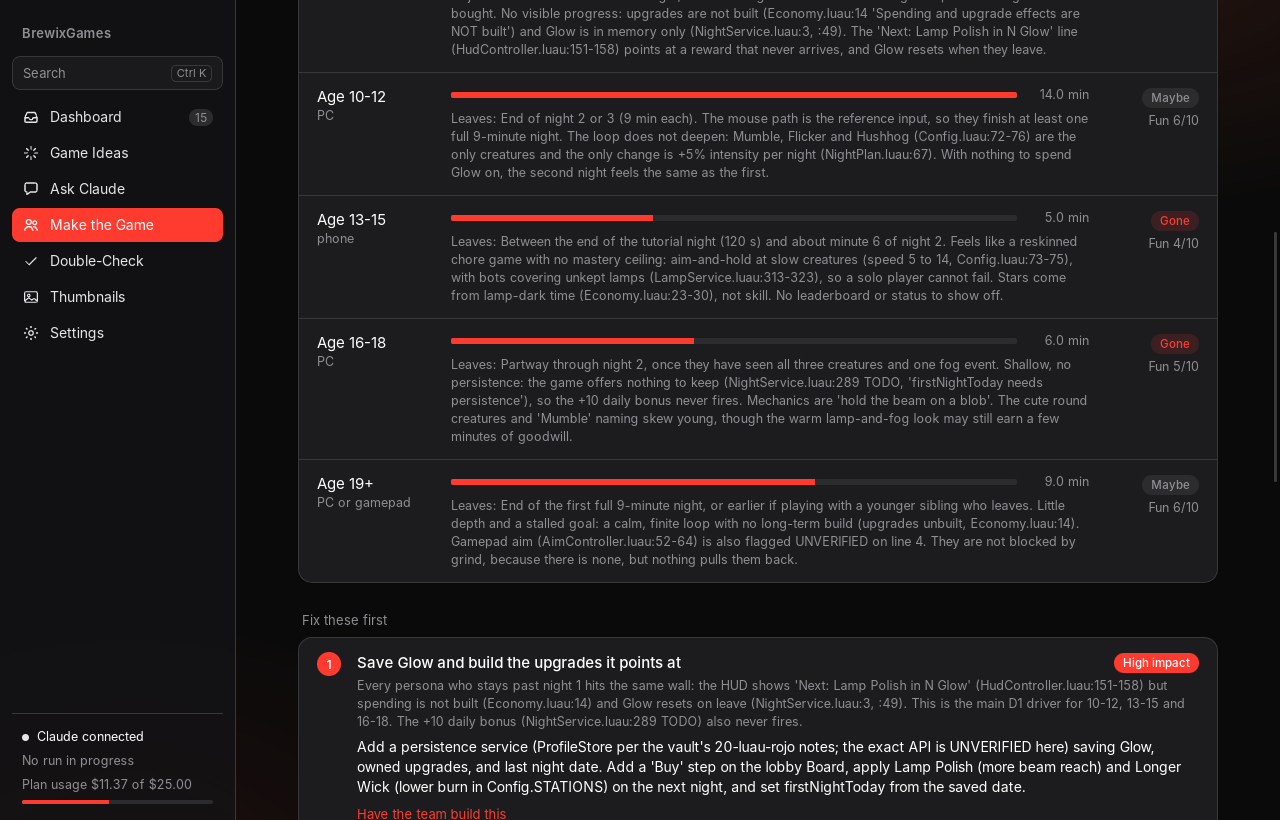 BrewixGames
Search
Ctrl K
Dashboard
15
Game Ideas
Ask Claude
Make the Game
Double-Check
Thumbnails
Settings
Claude connected
No run in progress
Plan usage $11.37 of $25.00
bought. No visible progress: upgrades are not built (Economy.luau:14 'Spending and upgrade effects are
NOT built') and Glow is in memory only (NightService.luau:3, :49). The 'Next: Lamp Polish in N Glow' line
(HudController.luau:151-158) points at a reward that never arrives, and Glow resets when they leave.
Age 10-12
PC
14.0 min
Leaves: End of night 2 or 3 (9 min each). The mouse path is the reference input, so they finish at least one
full 9-minute night. The loop does not deepen: Mumble, Flicker and Hushhog (Config.luau:72-76) are the
only creatures and the only change is +5% intensity per night (NightPlan.luau:67). With nothing to spend
Glow on, the second night feels the same as the first.
Maybe
Fun 6/10
Age 13-15
phone
5.0 min
Leaves: Between the end of the tutorial night (120 s) and about minute 6 of night 2. Feels like a reskinned
chore game with no mastery ceiling: aim-and-hold at slow creatures (speed 5 to 14, Config.luau:73-75),
with bots covering unkept lamps (LampService.luau:313-323), so a solo player cannot fail. Stars come
from lamp-dark time (Economy.luau:23-30), not skill. No leaderboard or status to show off.
Gone
Fun 4/10
Age 16-18
PC
6.0 min
Leaves: Partway through night 2, once they have seen all three creatures and one fog event. Shallow, no
persistence: the game offers nothing to keep (NightService.luau:289 TODO, 'firstNightToday needs
persistence'), so the +10 daily bonus never fires. Mechanics are 'hold the beam on a blob'. The cute round
creatures and 'Mumble' naming skew young, though the warm lamp-and-fog look may still earn a few
minutes of goodwill.
Gone
Fun 5/10
Age 19+
PC or gamepad
9.0 min
Leaves: End of the first full 9-minute night, or earlier if playing with a younger sibling who leaves. Little
depth and a stalled goal: a calm, finite loop with no long-term build (upgrades unbuilt, Economy.luau:14).
Gamepad aim (AimController.luau:52-64) is also flagged UNVERIFIED on line 4. They are not blocked by
grind, because there is none, but nothing pulls them back.
Maybe
Fun 6/10
Fix these first
1
Save Glow and build the upgrades it points at
High impact
Every persona who stays past night 1 hits the same wall: the HUD shows 'Next: Lamp Polish in N Glow' (HudController.luau:151-158) but
spending is not built (Economy.luau:14) and Glow resets on leave (NightService.luau:3, :49). This is the main D1 driver for 10-12, 13-15 and
16-18. The +10 daily bonus (NightService.luau:289 TODO) also never fires.
Add a persistence service (ProfileStore per the vault's 20-luau-rojo notes; the exact API is UNVERIFIED here) saving Glow,
owned upgrades, and last night date. Add a 'Buy' step on the lobby Board, apply Lamp Polish (more beam reach) and Longer
Wick (lower burn in Config.STATIONS) on the next night, and set firstNightToday from the saved date.
Have the team build this